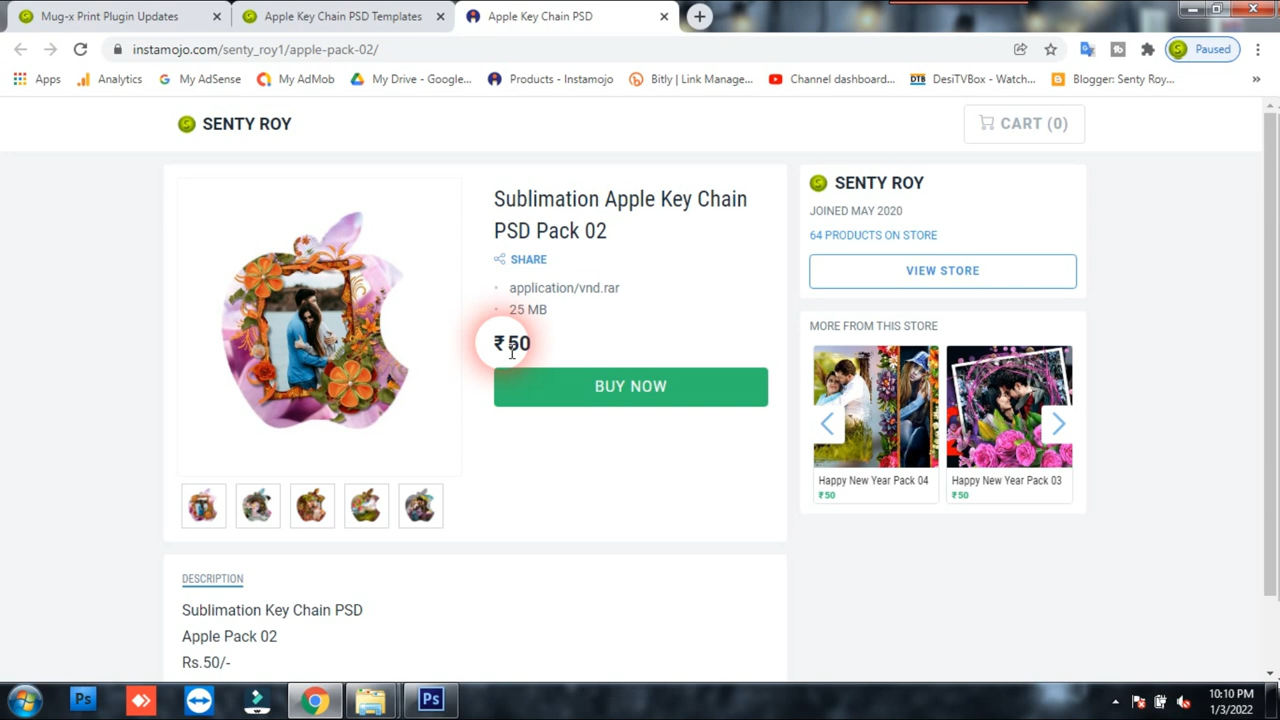 Mug-x Print Plugin Updates
Apple Key Chain PSD Templates
Apple Key Chain PSD
instamojo.com/senty_roy1/apple-pack-02/
Paused
Apps
Analytics
My AdSense
My AdMob
My Drive - Google...
Products - Instamojo
Bitly | Link Manage...
Channel dashboard...
DTB
DesiTVBox - Watch...
Blogger: Senty Roy...
SENTY ROY
CART (0)
Sublimation Apple Key Chain
PSD Pack 02
SHARE
application/vnd.rar
25 MB
₹50
BUY NOW
SENTY ROY
JOINED MAY 2020
64 PRODUCTS ON STORE
VIEW STORE
MORE FROM THIS STORE
Happy New Year Pack 04
₹50
Happy New Year Pack 03
₹50
DESCRIPTION
Sublimation Key Chain PSD
Apple Pack 02
Rs.50/-
Ps
Ps
10:10 PM
1/3/2022